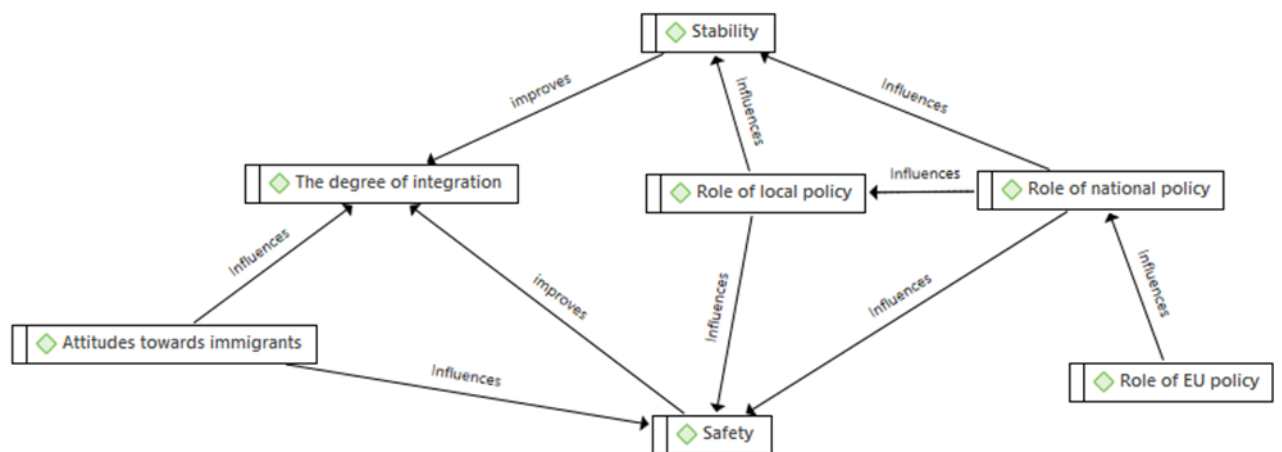 Stability
improves
Influences
Influences
The degree of integration
Role of local policy
Influences
Role of national policy
Influences
improves
Influences
Influences
Influences
Attitudes towards immigrants
Influences
Role of EU policy
Safety